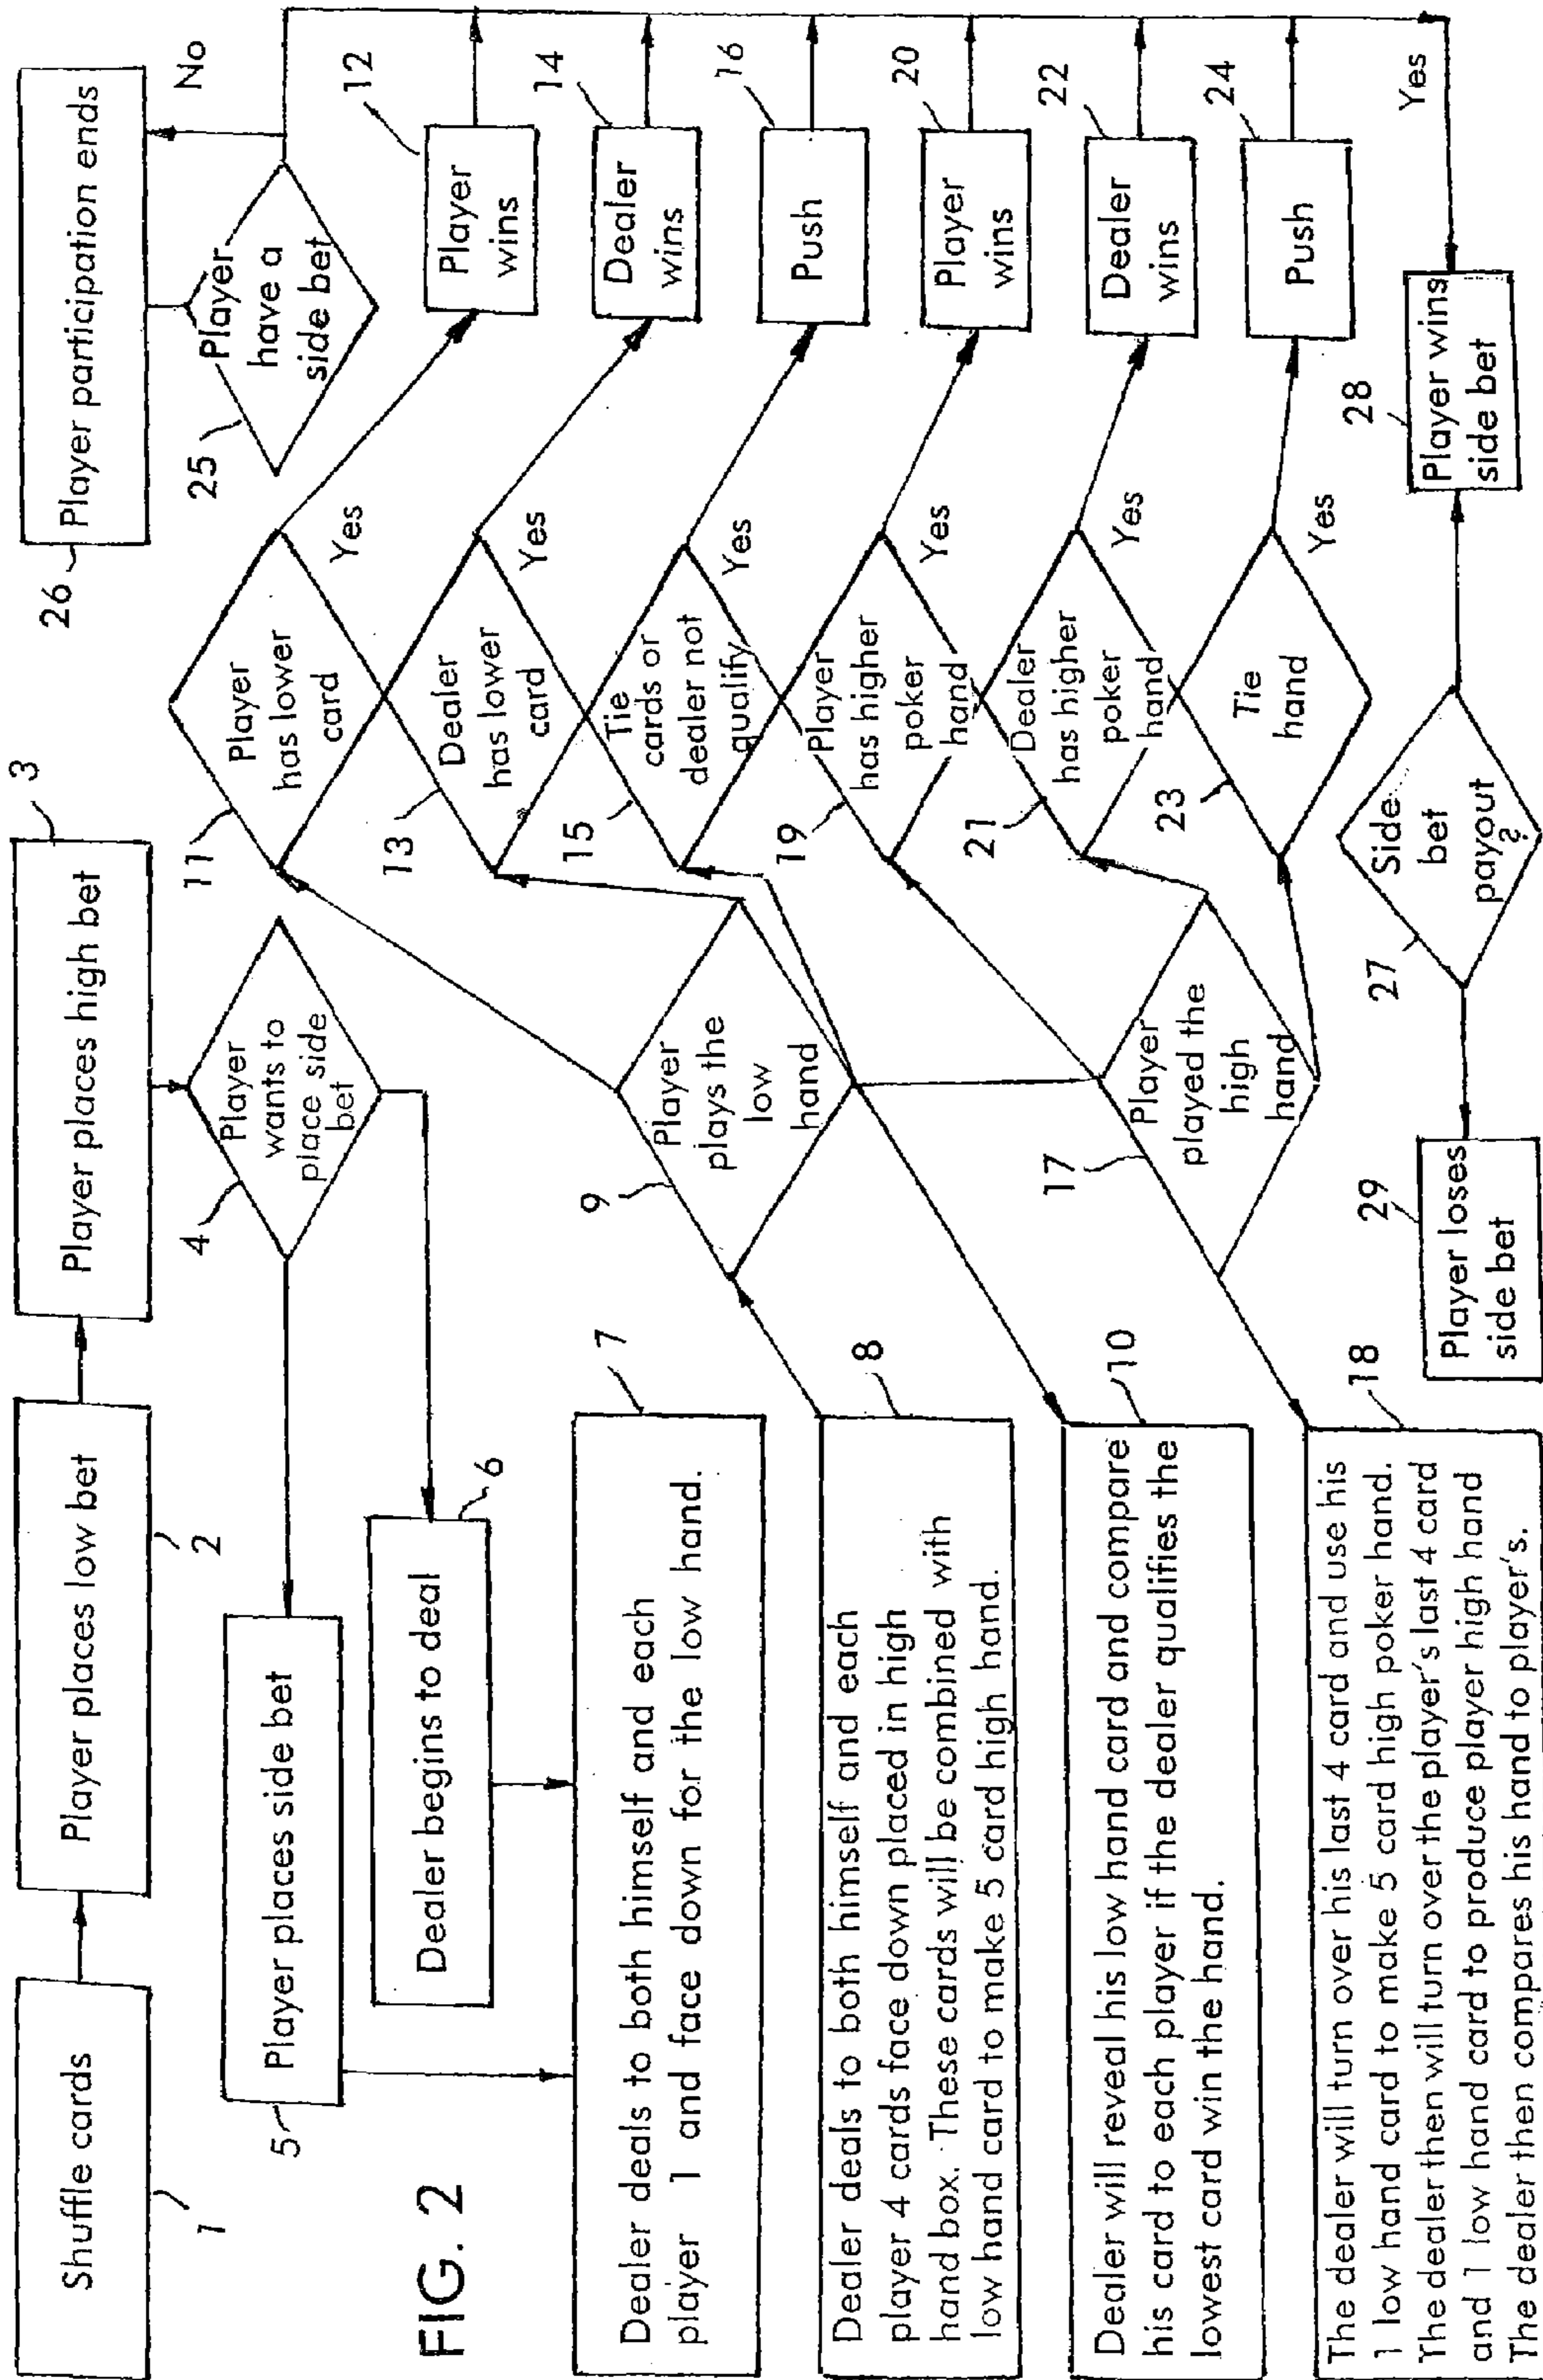 Shuffle cards
1
Player places low bet
2
Player places high bet
3
Player
wants to
place side
bet
4
Player places side bet
5
Dealer begins to deal
6
26
Player participation ends
No
Player
have a
side bet
25
FIG. 2
Dealer deals to both himself and each
player 1 and face down for the low hand.
7
Dealer deals to both himself and each
player 4 cards face down placed in high
hand box. These cards will be combined with
low hand card to make 5 card high hand.
8
Player
plays the
low
hand
9
Dealer will reveal his low hand card and compare
his card to each player if the dealer qualifies the
lowest card win the hand.
10
Player
played the
high
hand
17
The dealer will turn over his last 4 card and use his
1 low hand card to make 5 card high poker hand.
The dealer then will turn over the player's last 4 card
and 1 low hand card to produce player high hand
The dealer then compares his hand to player's.
18
Player
has lower
card
11
Yes
Player
wins
12
Dealer
has lower
card
13
Yes
Dealer
wins
14
Tie
cards or
dealer not
qualify
15
Yes
Push
16
Player
has higher
poker
hand
19
Yes
Player
wins
20
Dealer
has higher
poker
hand
21
Yes
Dealer
wins
22
Tie
hand
23
Yes
Push
24
Player loses
side bet
29
Side
bet
payout
?
27
Player wins
side bet
28
Yes